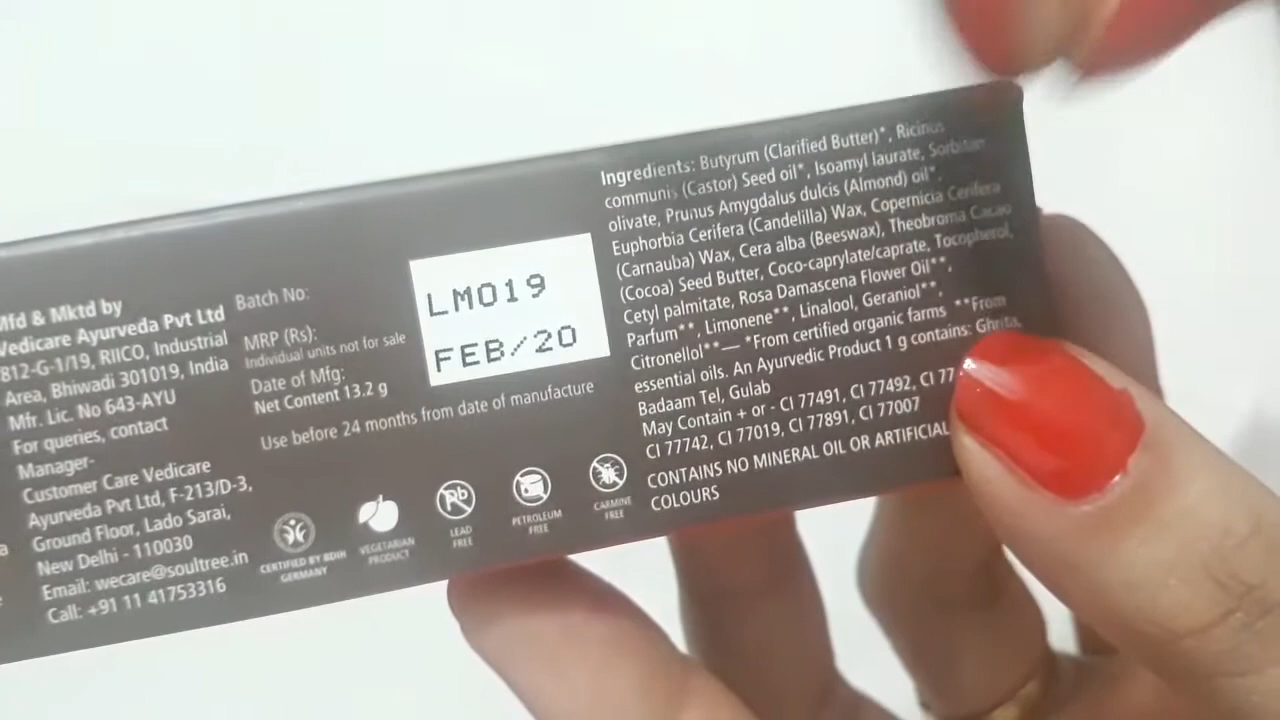 Mfd & Mktd by
Vedicare Ayurveda Pvt Ltd
812-G-1/19, RIICO, Industrial
Area, Bhiwadi 301019, India
Mfr. Lic. No 643-AYU
For queries, contact
Manager-
Customer Care Vedicare
Ayurveda Pvt Ltd, F-213/D-3,
Ground Floor, Lado Sarai,
New Delhi - 110030
Email: wecare@soultree.in
Call: +91 11 41753316
Batch No:
MRP (Rs):
Individual units not for sale
Date of Mfg:
Net Content 13.2 g
LM019
FEB/20
Use before 24 months from date of manufacture
CERTIFIED BY BDIH
GERMANY
VEGETARIAN
PRODUCT
Pb
LEAD
FREE
PETROLEUM
FREE
CARMINE
FREE
Ingredients: Butyrum (Clarified Butter)*, Ricinus
communis (Castor) Seed oil*, Isoamyl laurate, Sorbitan
olivate, Prunus Amygdalus dulcis (Almond) oil*,
Euphorbia Cerifera (Candelilla) Wax, Copernicia Cerifera
(Carnauba) Wax, Cera alba (Beeswax), Theobroma Cacao
(Cocoa) Seed Butter, Coco-caprylate/caprate, Tocopherol,
Cetyl palmitate, Rosa Damascena Flower Oil**,
Parfum**, Limonene**, Linalool, Geraniol**,
Citronellol**— *From certified organic farms **From
essential oils. An Ayurvedic Product 1 g contains: Ghrita,
Badaam Tel, Gulab
May Contain + or - CI 77491, CI 77492, CI 77
CI 77742, CI 77019, CI 77891, CI 77007
CONTAINS NO MINERAL OIL OR ARTIFICIAL
COLOURS